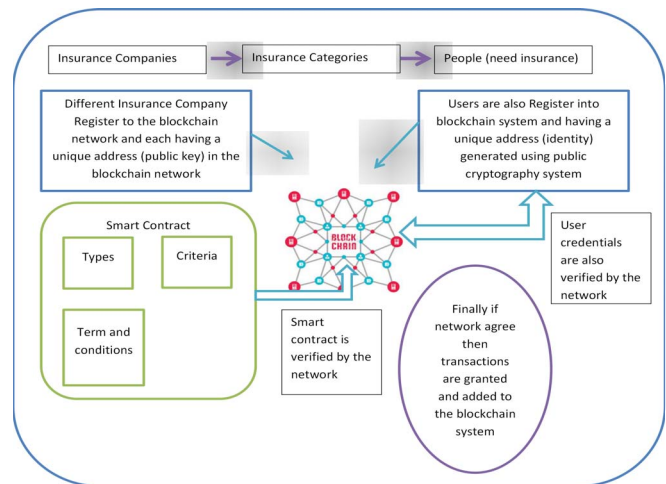 Insurance Companies
Insurance Categories
People (need insurance)
Different Insurance Company
Register to the blockchain
network and each having a
unique address (public key) in the
blockchain network
Users are also Register into
blockchain system and having a
unique address (identity)
generated using public
cryptography system
Smart Contract
Types
Criteria
Term and
conditions
BLOCK
CHAIN
User
credentials
are also
verified by the
network
Smart
contract is
verified by the
network
Finally if
network agree
then
transactions
are granted
and added to
the blockchain
system